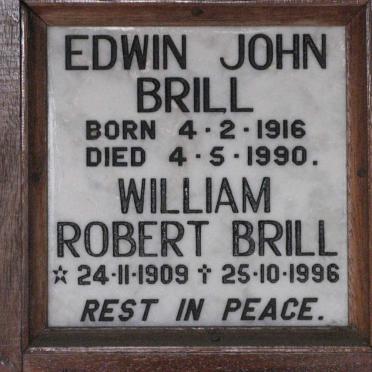 EDWIN JOHN
BRILL
BORN 4·2·1916
DIED 4·5·1990.
WILLIAM
ROBERT BRILL
☆ 24·11·1909 ✝ 25·10·1996
REST IN PEACE.